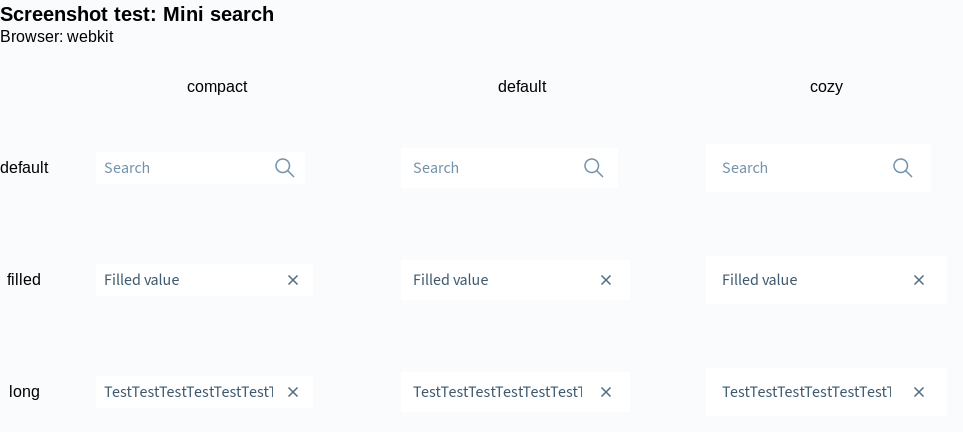 Screenshot test: Mini search
Browser: webkit
compact default cozy
default Search Search Search
filled Filled value Filled value Filled value
long TestTestTestTestTestTestT TestTestTestTestTestTestT TestTestTestTestTestTestT